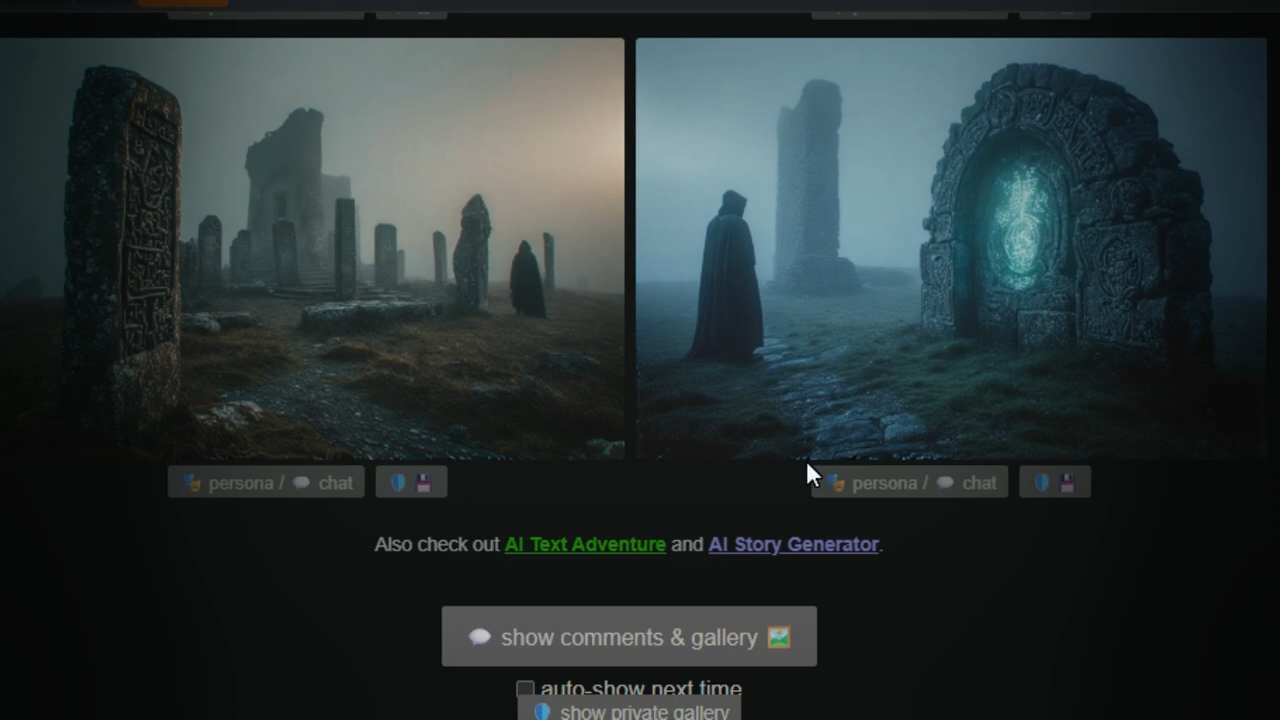 persona / chat
persona / chat
Also check out AI Text Adventure and AI Story Generator.
show comments & gallery
auto-show next time
show private gallery